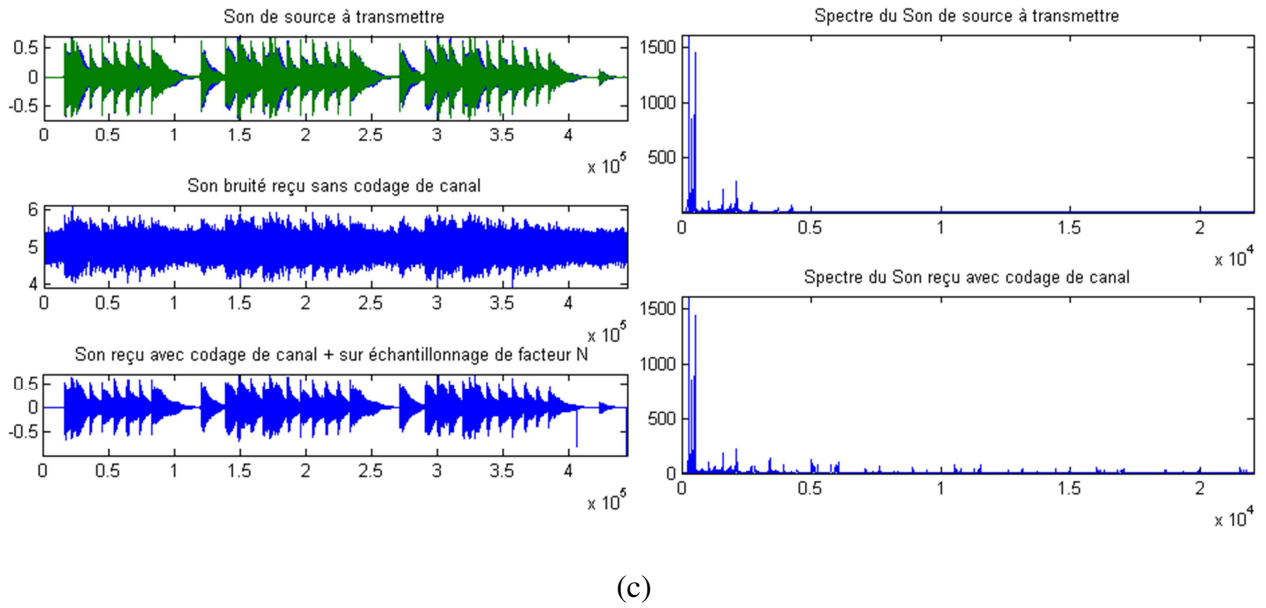 Son de source à transmettre
0.5
0
-0.5
0 0.5 1 1.5 2 2.5 3 3.5 4
x 10^5
Son bruité reçu sans codage de canal
6
5
4
0 0.5 1 1.5 2 2.5 3 3.5 4
x 10^5
Son reçu avec codage de canal + sur échantillonnage de facteur N
0.5
0
-0.5
0 0.5 1 1.5 2 2.5 3 3.5 4
x 10^5
Spectre du Son de source à transmettre
1500
1000
500
0 0.5 1 1.5 2
x 10^4
Spectre du Son reçu avec codage de canal
1500
1000
500
0
0 0.5 1 1.5 2
x 10^4
(c)